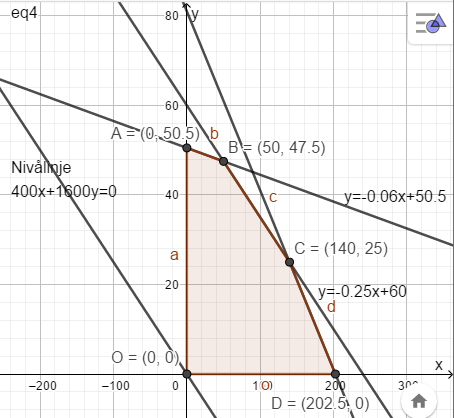 eq4
80
y
60
A = (0, 50.5)
b
B = (50, 47.5)
Nivålinje
400x+1600y=0
40
c
y=-0.06x+50.5
a
C = (140, 25)
20
y=-0.25x+60
d
O = (0, 0)
x
-200
-100
0
100
200
300
D = (202.5, 0)